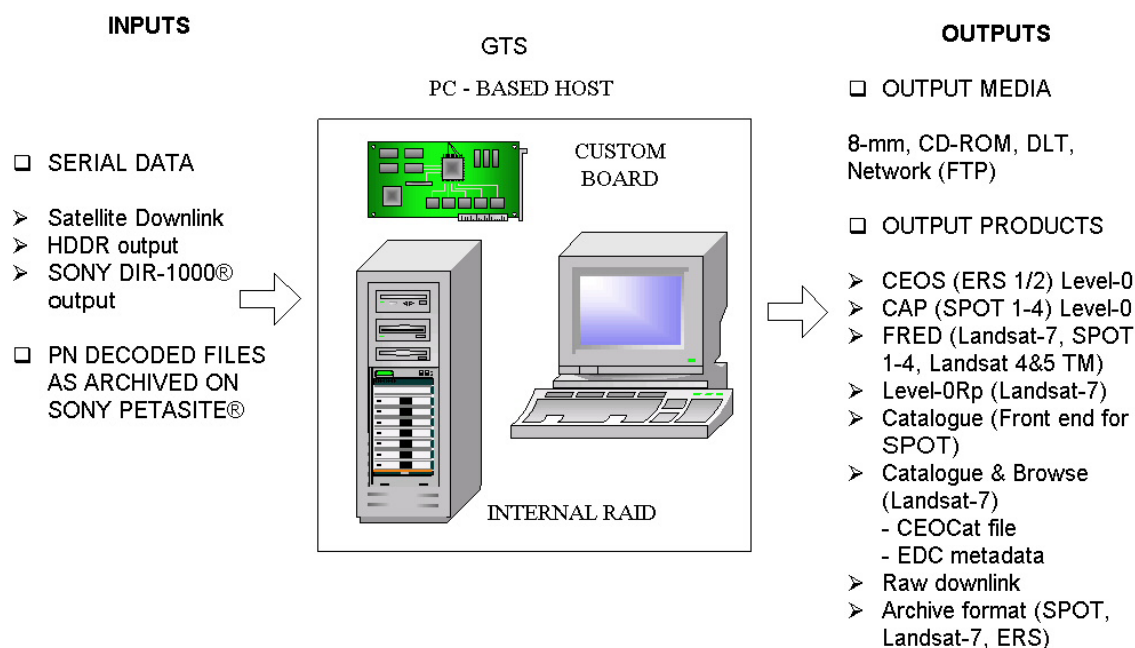 INPUTS
❑ SERIAL DATA
➢ Satellite Downlink
➢ HDDR output
➢ SONY DIR-1000®
output
❑ PN DECODED FILES
AS ARCHIVED ON
SONY PETASITE®
GTS
PC - BASED HOST
CUSTOM
BOARD
INTERNAL RAID
OUTPUTS
❑ OUTPUT MEDIA
8-mm, CD-ROM, DLT,
Network (FTP)
❑ OUTPUT PRODUCTS
➢ CEOS (ERS 1/2) Level-0
➢ CAP (SPOT 1-4) Level-0
➢ FRED (Landsat-7, SPOT
1-4, Landsat 4&5 TM)
➢ Level-0Rp (Landsat-7)
➢ Catalogue (Front end for
SPOT)
➢ Catalogue & Browse
(Landsat-7)
- CEOCat file
- EDC metadata
➢ Raw downlink
➢ Archive format (SPOT,
Landsat-7, ERS)